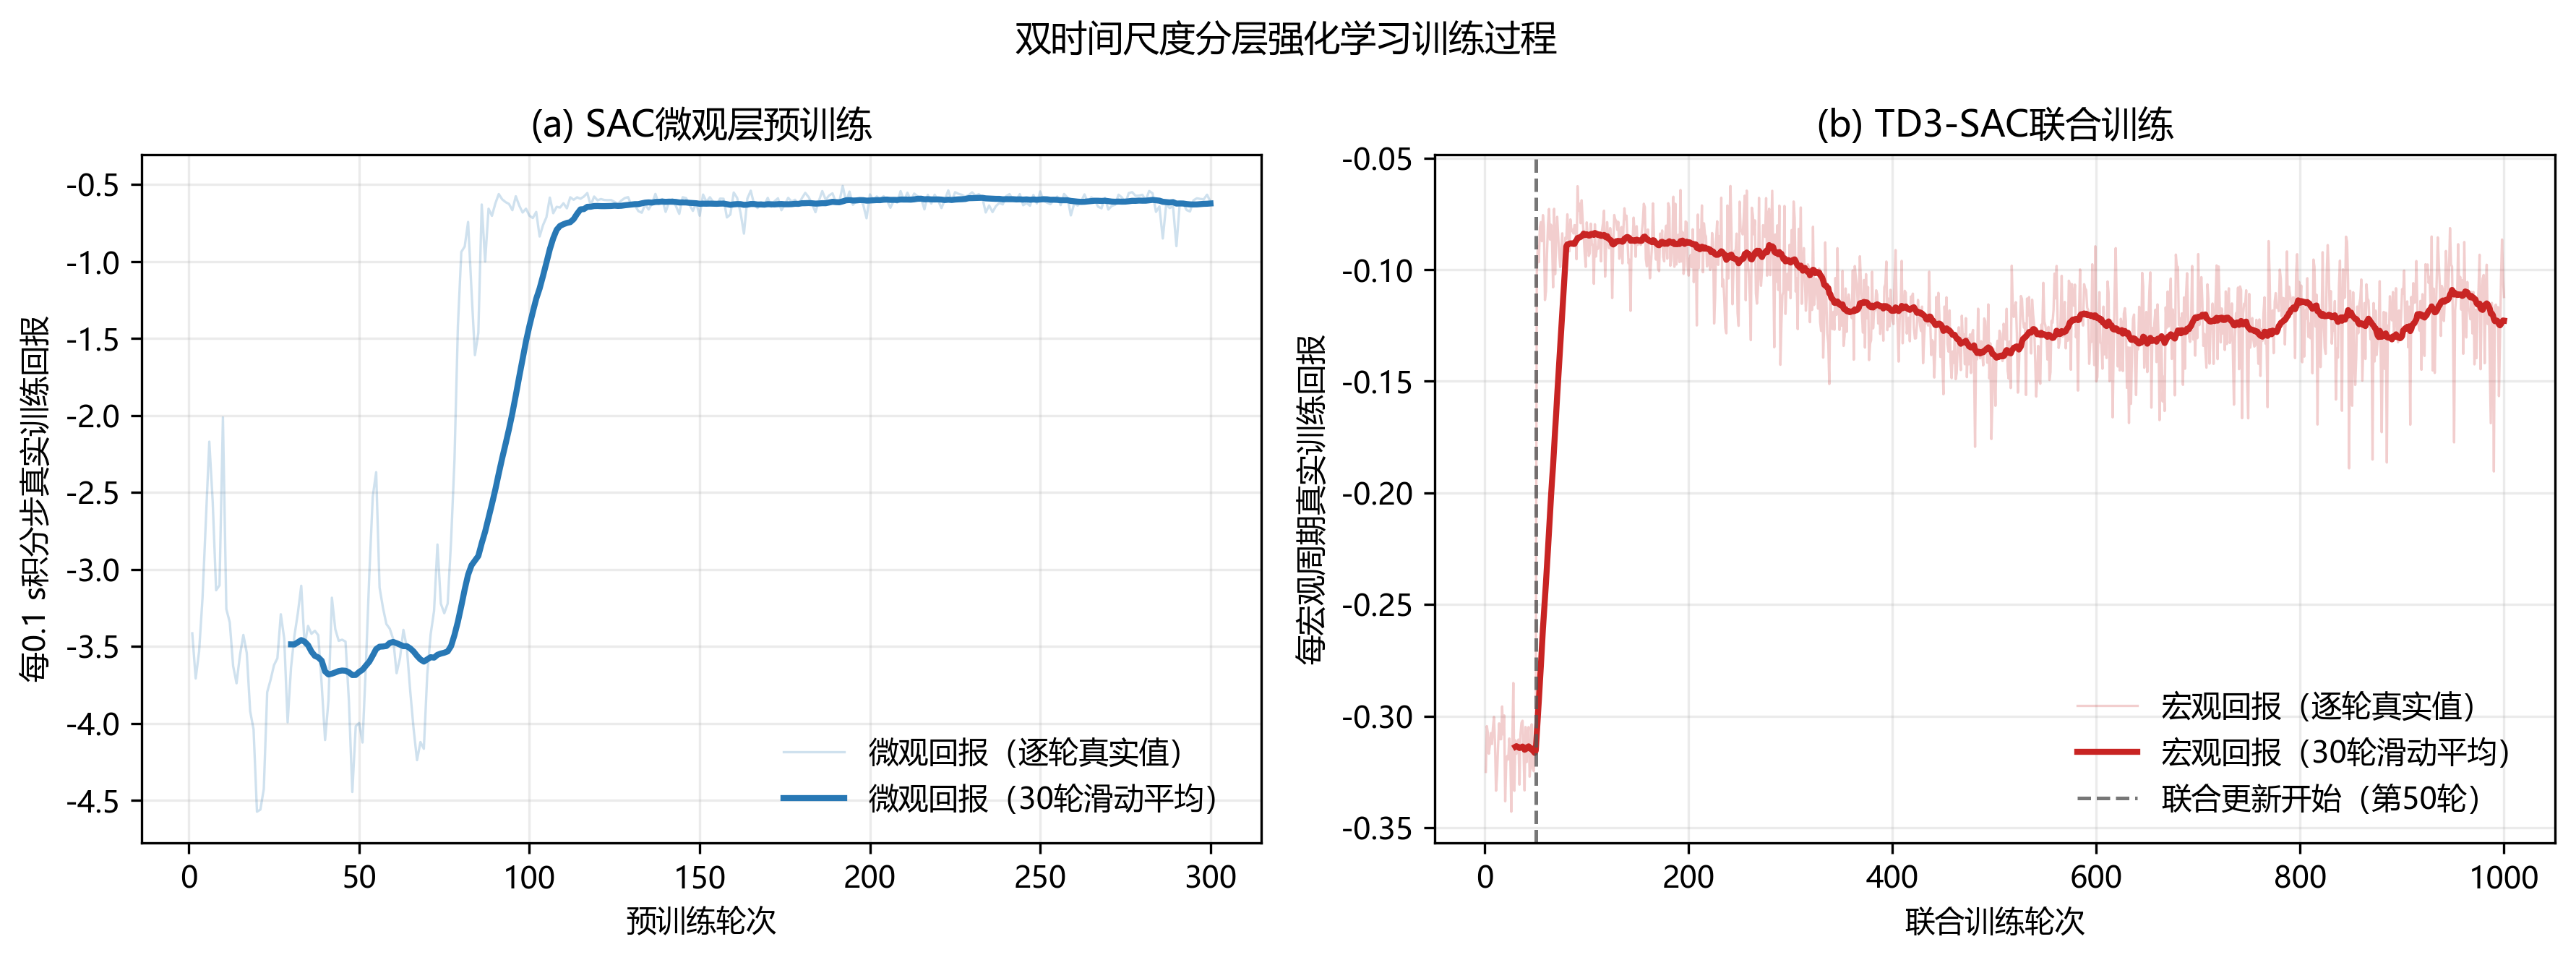 双时间尺度分层强化学习训练过程
(a) SAC微观层预训练
每0.1 s积分步真实训练回报
-0.5
-1.0
-1.5
-2.0
-2.5
-3.0
-3.5
-4.0
-4.5
微观回报（逐轮真实值）
微观回报（30轮滑动平均）
0 50 100 150 200 250 300
预训练轮次
(b) TD3-SAC联合训练
每宏观周期真实训练回报
-0.05
-0.10
-0.15
-0.20
-0.25
-0.30
-0.35
宏观回报（逐轮真实值）
宏观回报（30轮滑动平均）
联合更新开始（第50轮）
0 200 400 600 800 1000
联合训练轮次